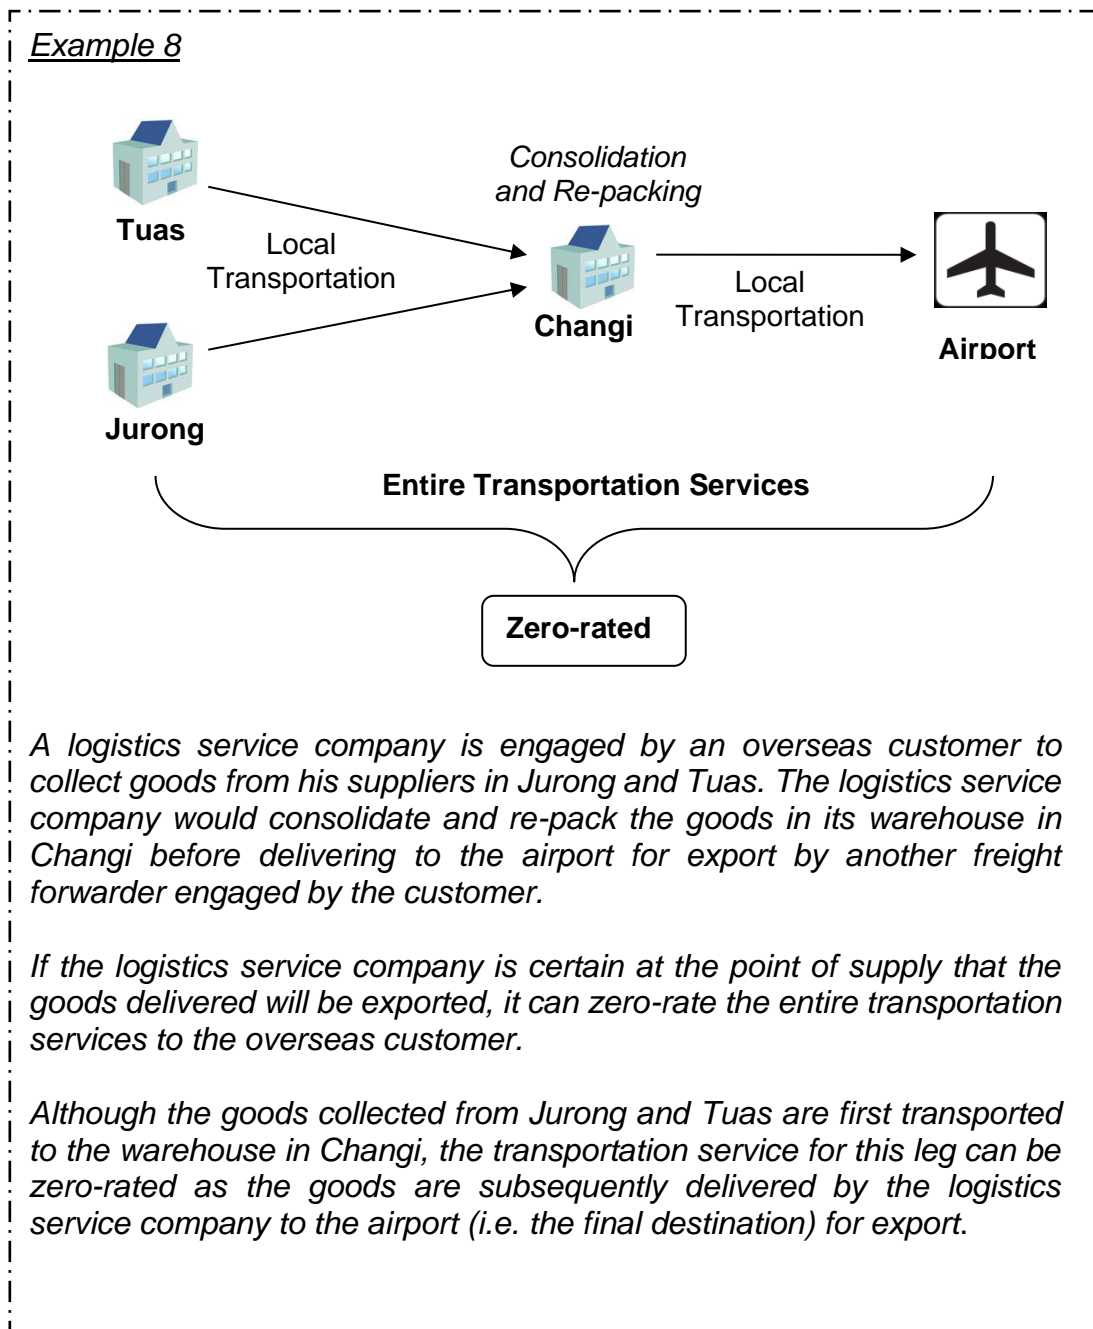 Example 8
Consolidation
and Re-packing
Tuas
Local
Transportation
Changi
Local
Transportation
Airport
Jurong
Entire Transportation Services
Zero-rated
A logistics service company is engaged by an overseas customer to
collect goods from his suppliers in Jurong and Tuas. The logistics service
company would consolidate and re-pack the goods in its warehouse in
Changi before delivering to the airport for export by another freight
forwarder engaged by the customer.
If the logistics service company is certain at the point of supply that the
goods delivered will be exported, it can zero-rate the entire transportation
services to the overseas customer.
Although the goods collected from Jurong and Tuas are first transported
to the warehouse in Changi, the transportation service for this leg can be
zero-rated as the goods are subsequently delivered by the logistics
service company to the airport (i.e. the final destination) for export.